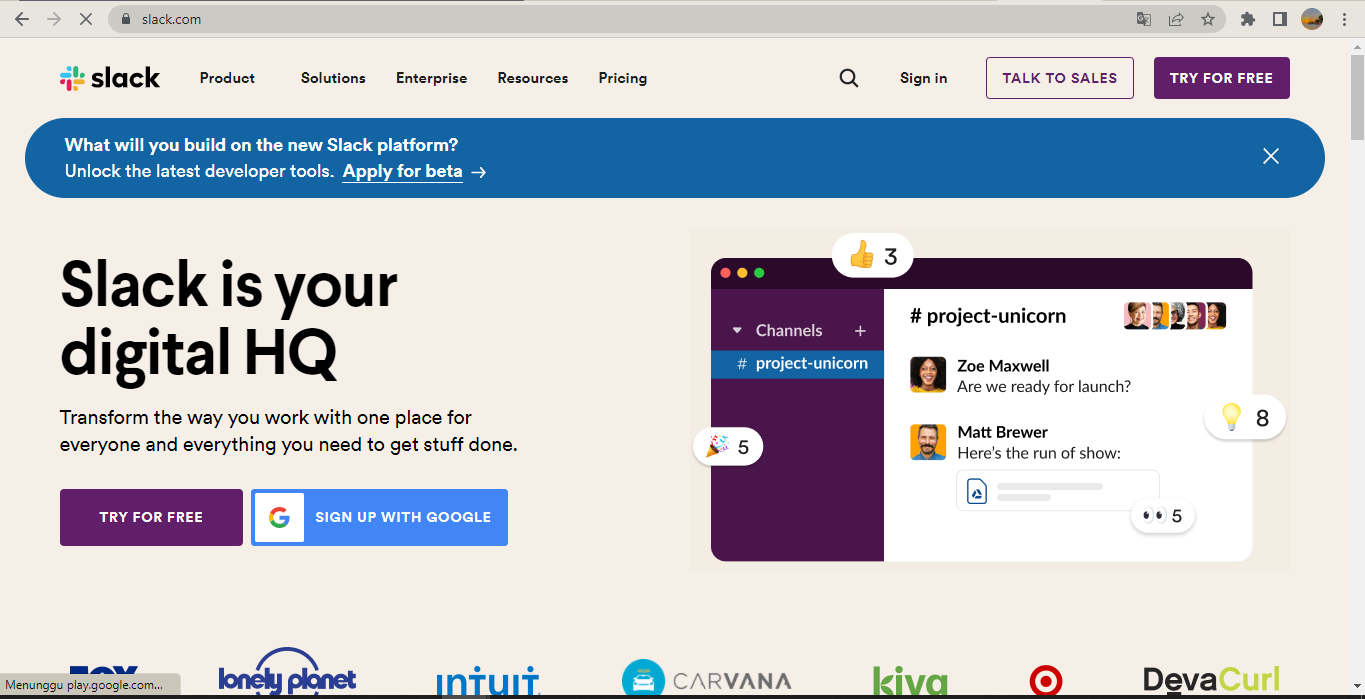 slack.com
slack
Product
Solutions
Enterprise
Resources
Pricing
Sign in
TALK TO SALES
TRY FOR FREE
What will you build on the new Slack platform?
Unlock the latest developer tools. Apply for beta →
Slack is your
digital HQ
Transform the way you work with one place for
everyone and everything you need to get stuff done.
TRY FOR FREE
G SIGN UP WITH GOOGLE
3
Channels +
# project-unicorn
# project-unicorn
Zoe Maxwell
Are we ready for launch?
Matt Brewer
Here's the run of show:
5
8
5
FOX
lonely planet
intuit
CARVANA
kiva
DevaCurl
Menunggu play.google.com...